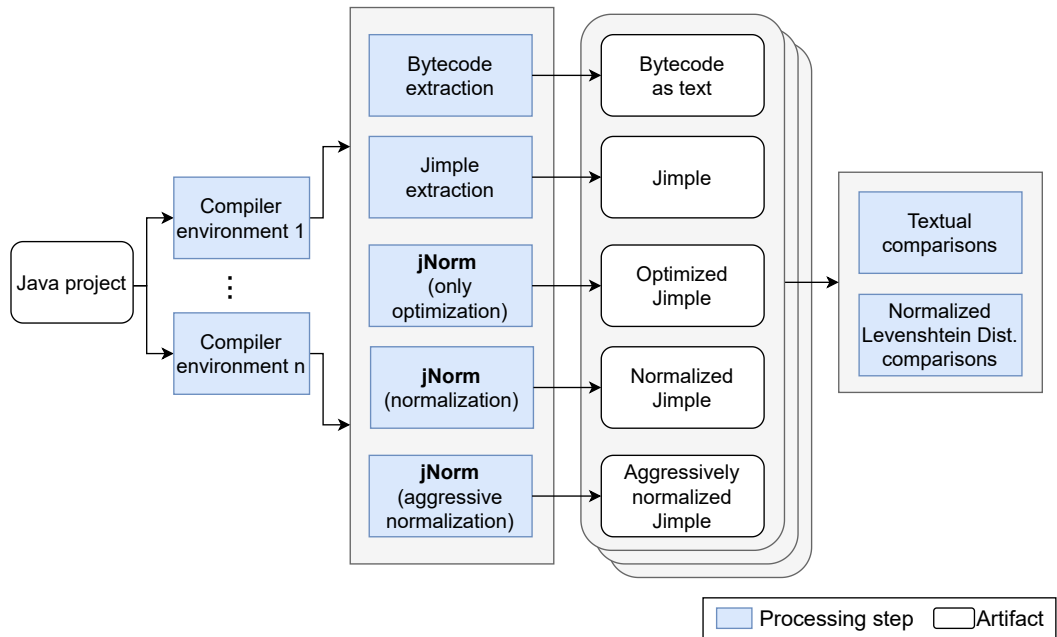 Java project
Compiler
environment 1
⋮
Compiler
environment n
Bytecode
extraction
Jimple
extraction
jNorm
(only
optimization)
jNorm
(normalization)
jNorm
(aggressive
normalization)
Bytecode
as text
Jimple
Optimized
Jimple
Normalized
Jimple
Aggressively
normalized
Jimple
Textual
comparisons
Normalized
Levenshtein Dist.
comparisons
Processing step
Artifact